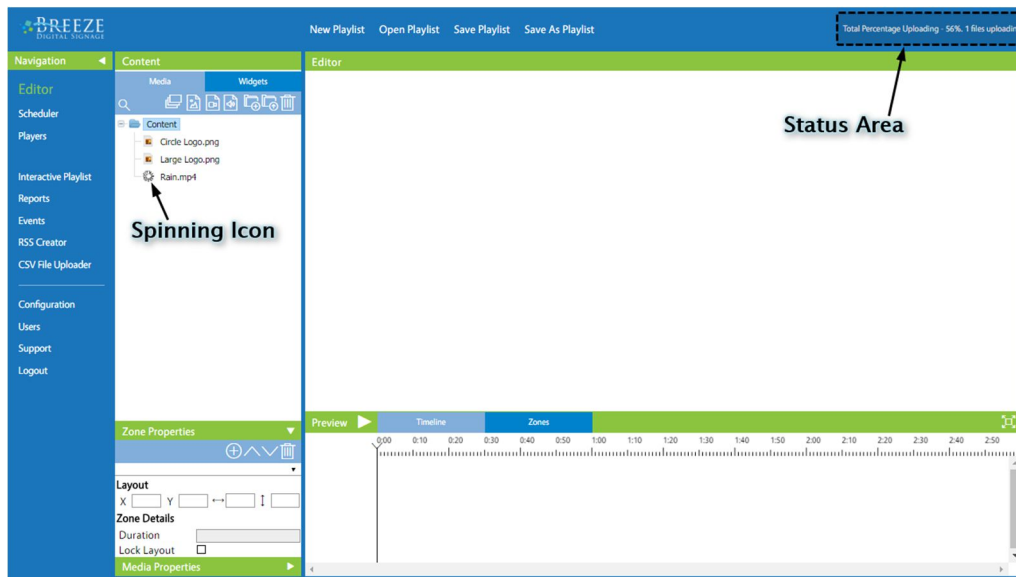 BREEZE
DIGITAL SIGNAGE
New Playlist Open Playlist Save Playlist Save As Playlist
Total Percentage Uploading - 56%. 1 files uploadin
Navigation
Content
Editor
Media Widgets
Editor
Scheduler
Players
Interactive Playlist
Reports
Events
RSS Creator
CSV File Uploader
Configuration
Users
Support
Logout
Content
Circle Logo.png
Large Logo.png
Rain.mp4
Spinning Icon
Status Area
Zone Properties
Layout
X Y
Zone Details
Duration
Lock Layout
Media Properties
Preview Timeline Zones
0:00 0:10 0:20 0:30 0:40 0:50 1:00 1:10 1:20 1:30 1:40 1:50 2:00 2:10 2:20 2:30 2:40 2:50